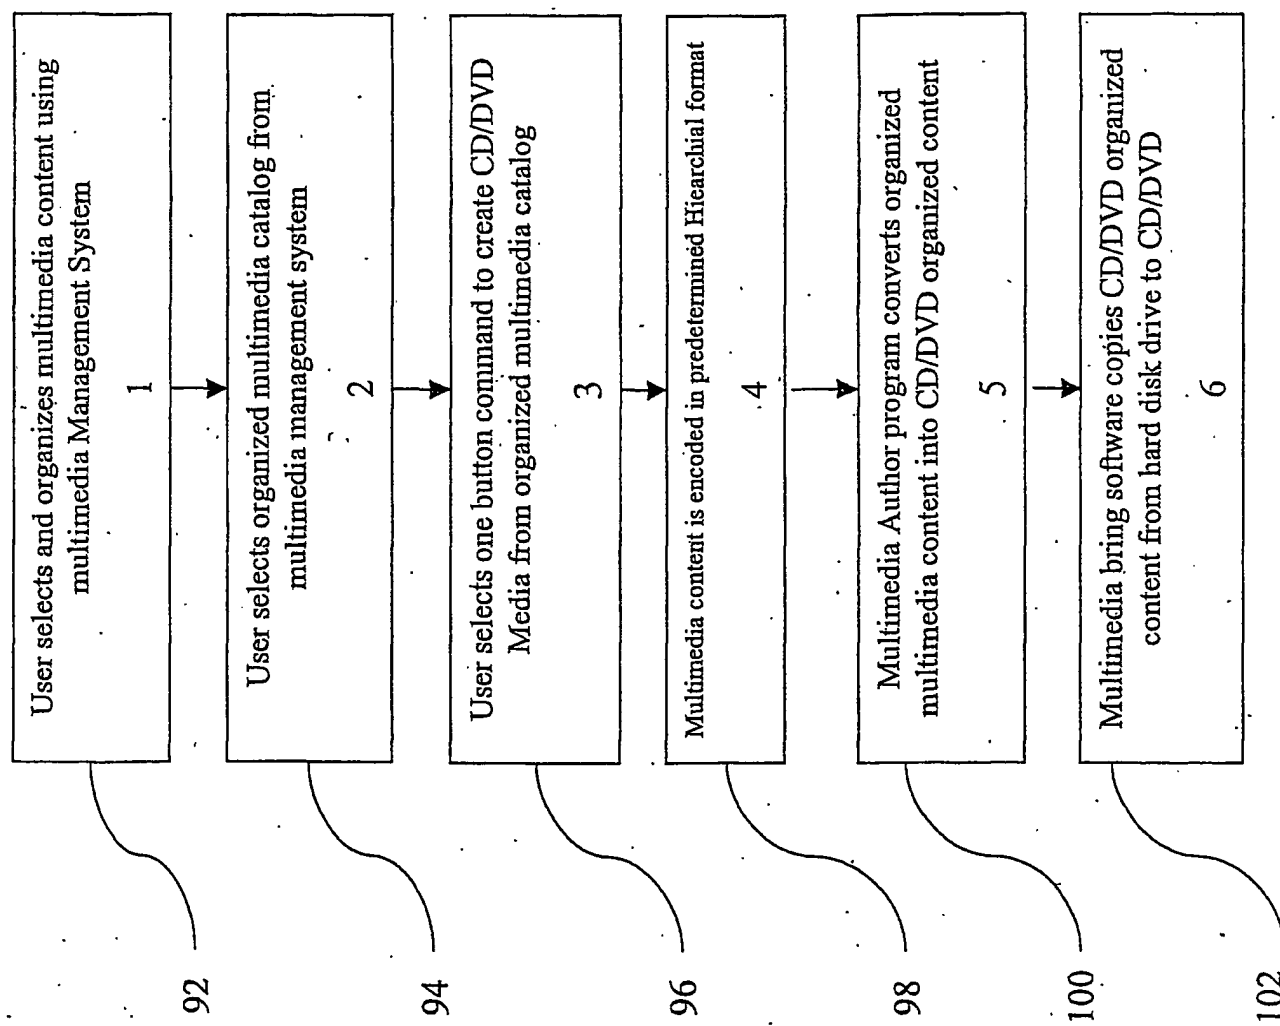 User selects and organizes multimedia content using
multimedia Management System
1
User selects organized multimedia catalog from
multimedia management system
2
User selects one button command to create CD/DVD
Media from organized multimedia catalog
3
Multimedia content is encoded in predetermined Hiearchial format
4
Multimedia Author program converts organized
multimedia content into CD/DVD organized content
5
Multimedia bring software copies CD/DVD organized
content from hard disk drive to CD/DVD
6
92
94
96
98
100
102